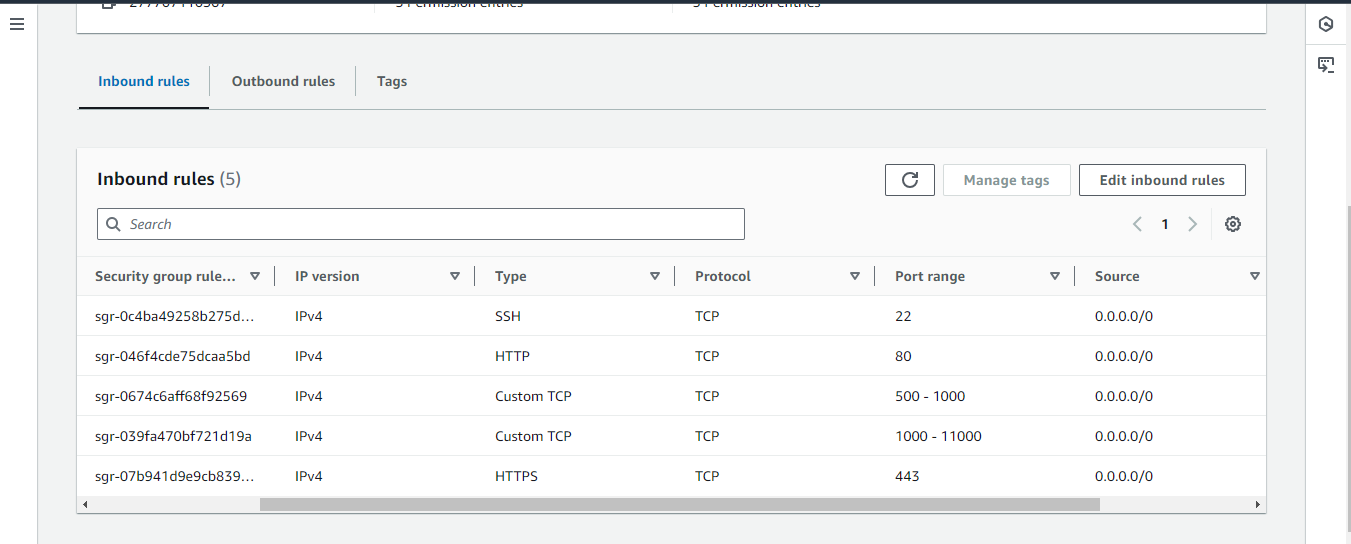 Inbound rules Outbound rules Tags
Inbound rules (5) Manage tags Edit inbound rules
Search 1
Security group rule... IP version Type Protocol Port range Source
sgr-0c4ba49258b275d... IPv4 SSH TCP 22 0.0.0.0/0
sgr-046f4cde75dcaa5bd IPv4 HTTP TCP 80 0.0.0.0/0
sgr-0674c6aff68f92569 IPv4 Custom TCP TCP 500 - 1000 0.0.0.0/0
sgr-039fa470bf721d19a IPv4 Custom TCP TCP 1000 - 11000 0.0.0.0/0
sgr-07b941d9e9cb839... IPv4 HTTPS TCP 443 0.0.0.0/0